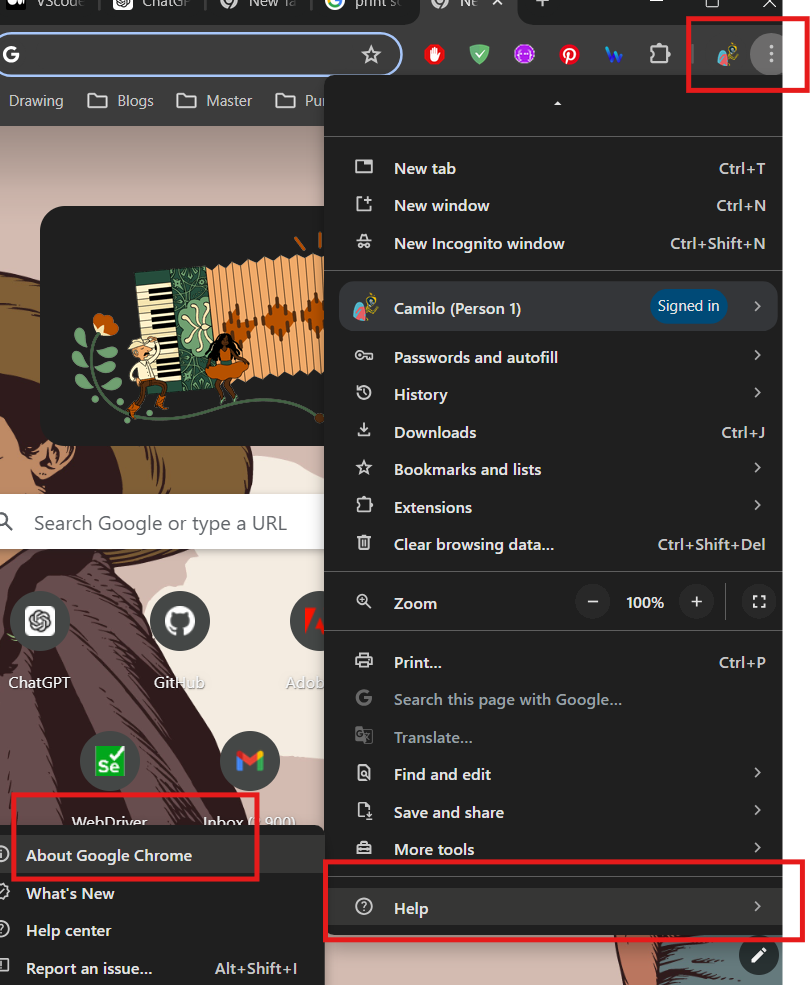 VScode
ChatGP
New Ta
print sc
Ne
G
Drawing
Blogs
Master
Pu
New tab Ctrl+T
New window Ctrl+N
New Incognito window Ctrl+Shift+N
Camilo (Person 1) Signed in
Passwords and autofill
History
Downloads Ctrl+J
Bookmarks and lists
Extensions
Clear browsing data... Ctrl+Shift+Del
Zoom − 100% +
Print... Ctrl+P
Search this page with Google...
Translate...
Find and edit
Save and share
More tools
Help
Search Google or type a URL
ChatGPT
GitHub
Adob
Se
WebDriver
Inbox 900)
About Google Chrome
What's New
Help center
Report an issue... Alt+Shift+I